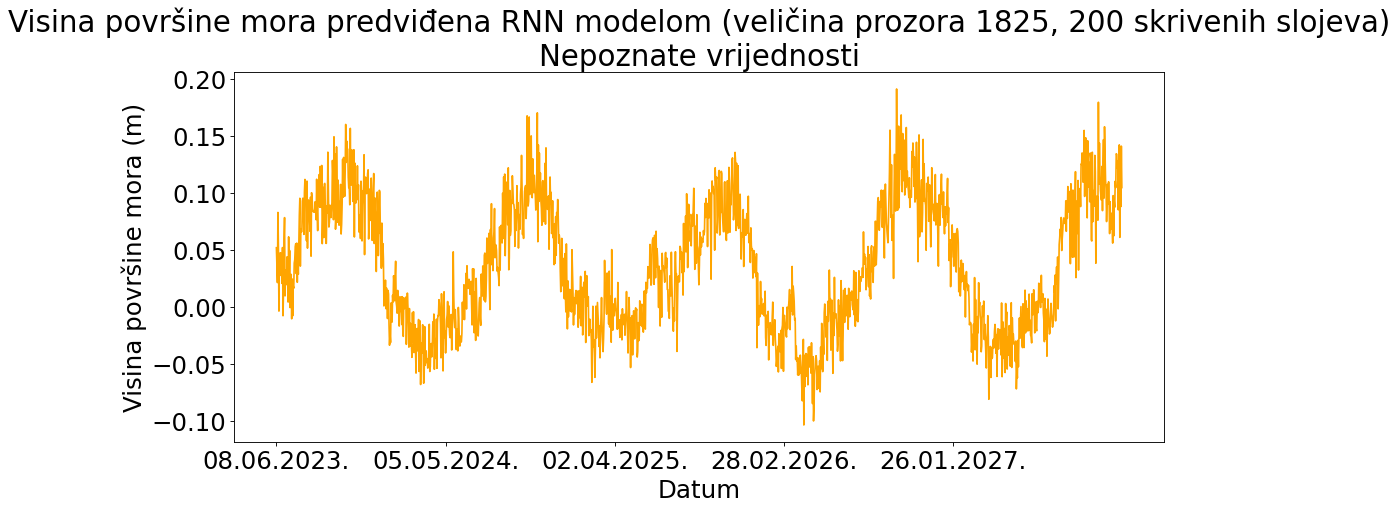 Visina površine mora predviđena RNN modelom (veličina prozora 1825, 200 skrivenih slojeva)
Nepoznate vrijednosti
Visina površine mora (m)
0.20
0.15
0.10
0.05
0.00
−0.05
−0.10
08.06.2023. 05.05.2024. 02.04.2025. 28.02.2026. 26.01.2027.
Datum